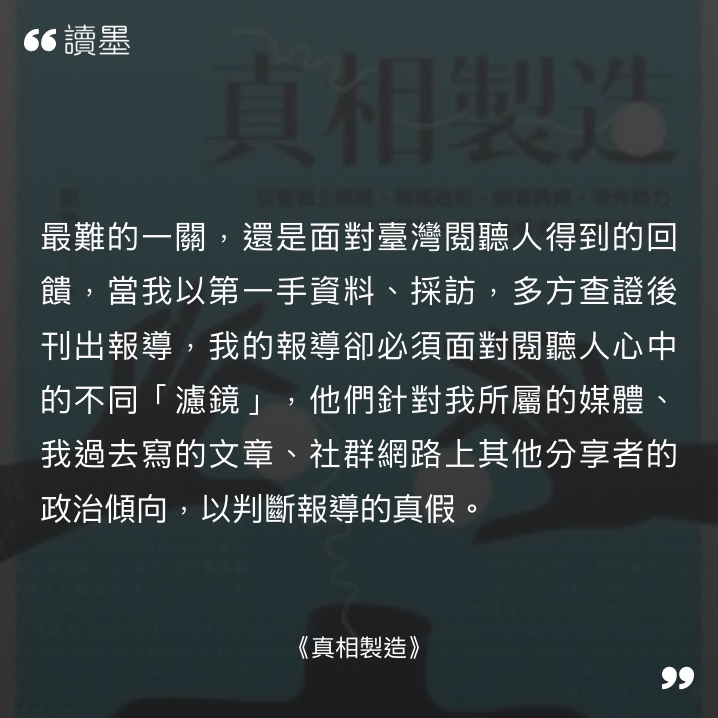 讀墨
真相製造
最難的一關，還是面對臺灣閱聽人得到的回
饋，當我以第一手資料、採訪，多方查證後
刊出報導，我的報導卻必須面對閱聽人心中
的不同「濾鏡」，他們針對我所屬的媒體、
我過去寫的文章、社群網路上其他分享者的
政治傾向，以判斷報導的真假。
《真相製造》